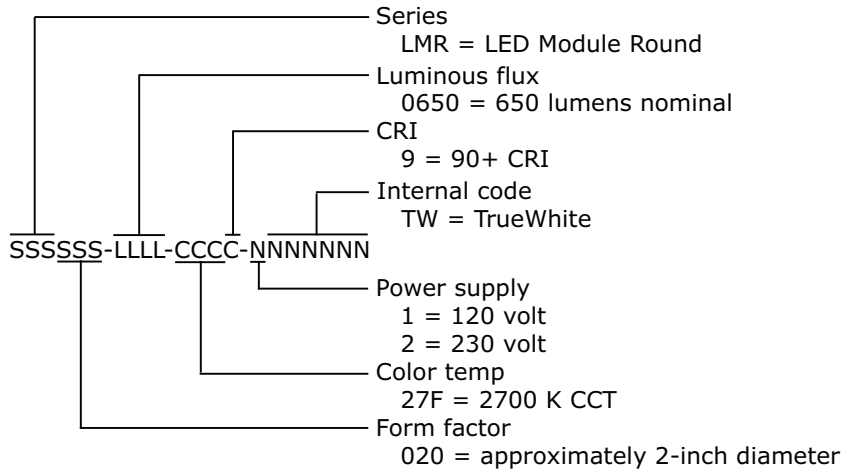 Series
LMR = LED Module Round
Luminous flux
0650 = 650 lumens nominal
CRI
9 = 90+ CRI
Internal code
TW = TrueWhite
SSSSSS-LLLL-CCCC-NNNNNNN
Power supply
1 = 120 volt
2 = 230 volt
Color temp
27F = 2700 K CCT
Form factor
020 = approximately 2-inch diameter